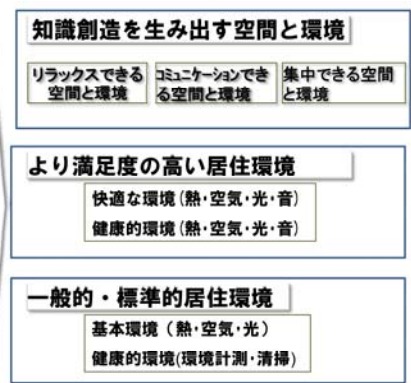 知識創造を生み出す空間と環境
リラックスできる
空間と環境
コミュニケーションでき
る空間と環境
集中できる空間
と環境
より満足度の高い居住環境
快適な環境(熱・空気・光・音)
健康的環境(熱・空気・光・音)
一般的・標準的居住環境
基本環境(熱・空気・光)
健康的環境(環境計測・清掃)